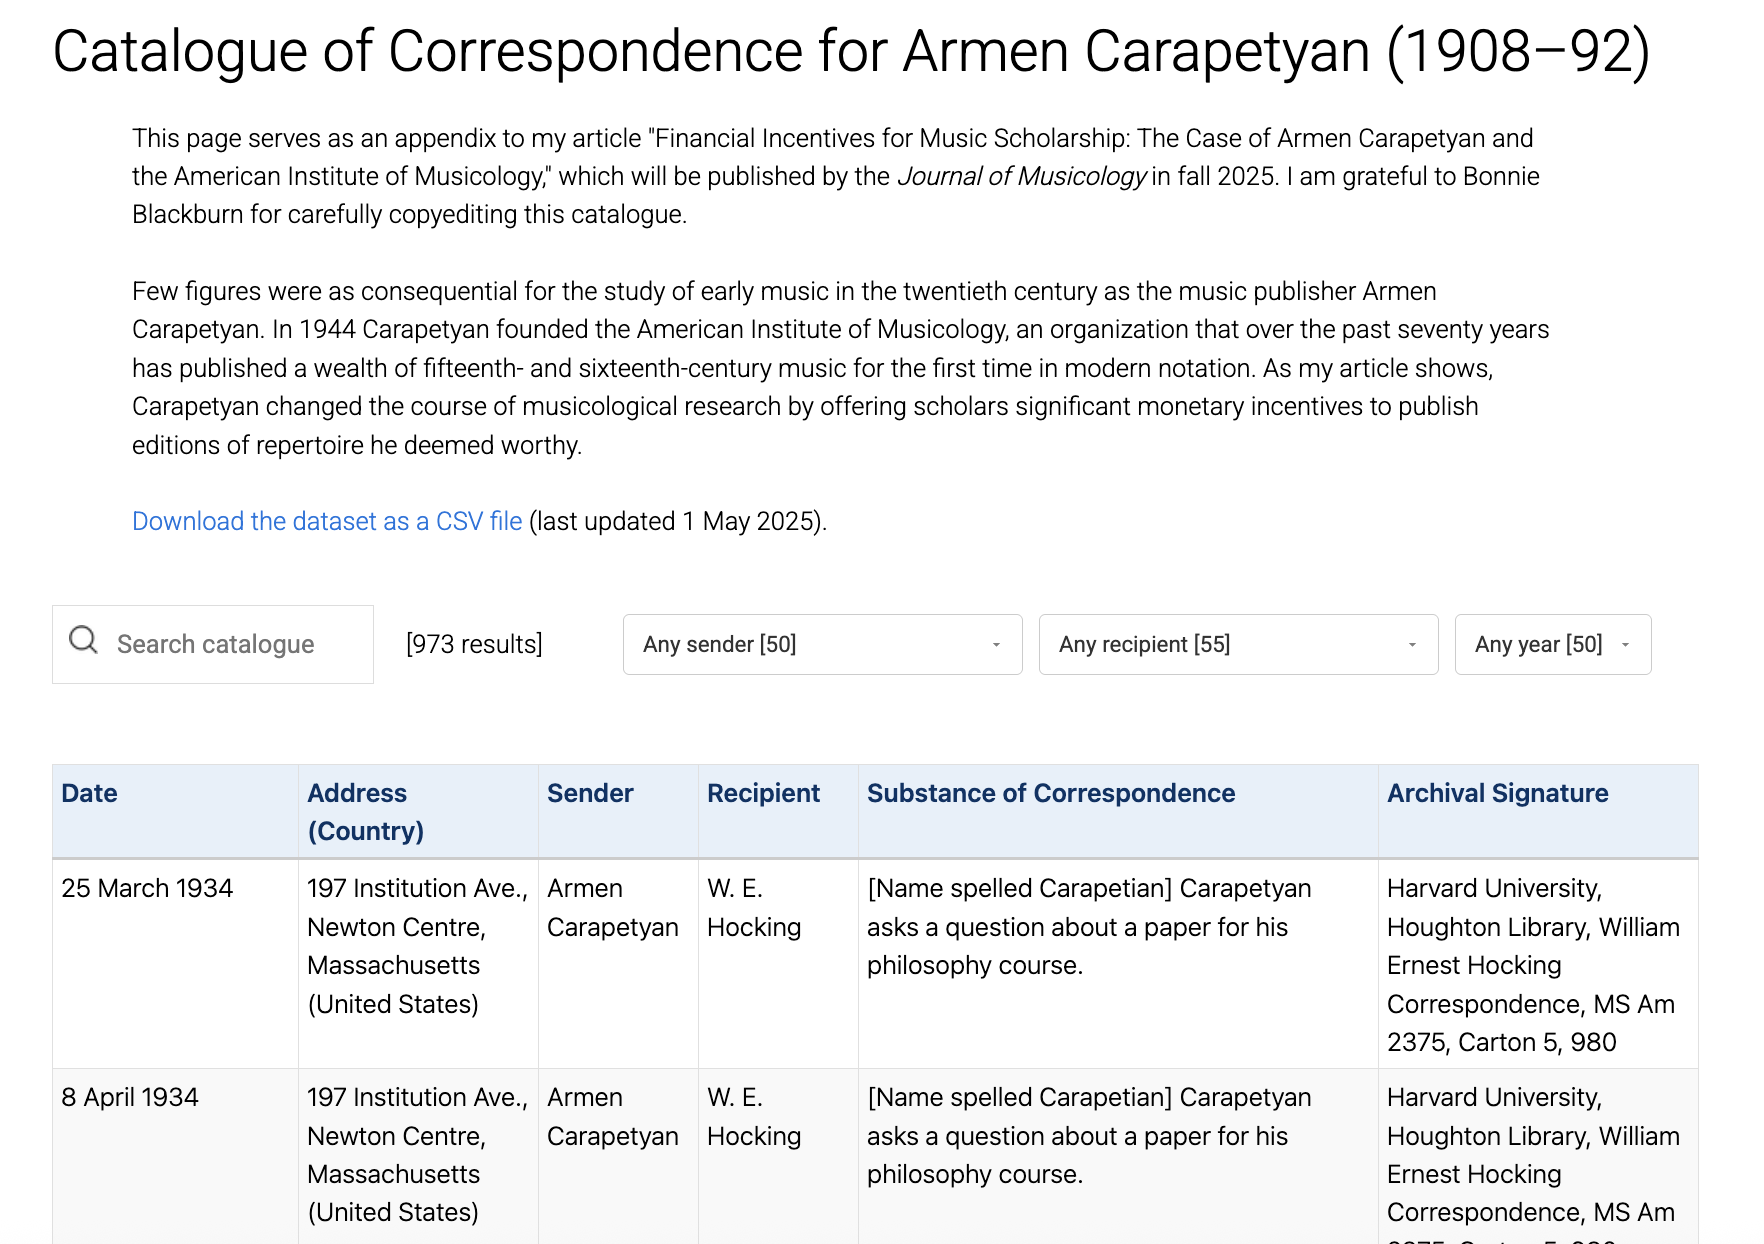 Catalogue of Correspondence for Armen Carapetyan (1908–92)
This page serves as an appendix to my article "Financial Incentives for Music Scholarship: The Case of Armen Carapetyan and
the American Institute of Musicology," which will be published by the Journal of Musicology in fall 2025. I am grateful to Bonnie
Blackburn for carefully copyediting this catalogue.
Few figures were as consequential for the study of early music in the twentieth century as the music publisher Armen
Carapetyan. In 1944 Carapetyan founded the American Institute of Musicology, an organization that over the past seventy years
has published a wealth of fifteenth- and sixteenth-century music for the first time in modern notation. As my article shows,
Carapetyan changed the course of musicological research by offering scholars significant monetary incentives to publish
editions of repertoire he deemed worthy.
Download the dataset as a CSV file (last updated 1 May 2025).
Search catalogue [973 results] Any sender [50] Any recipient [55] Any year [50]
Date
Address
(Country)
Sender
Recipient
Substance of Correspondence
Archival Signature
25 March 1934
197 Institution Ave.,
Newton Centre,
Massachusetts
(United States)
Armen
Carapetyan
W. E.
Hocking
[Name spelled Carapetian] Carapetyan
asks a question about a paper for his
philosophy course.
Harvard University,
Houghton Library, William
Ernest Hocking
Correspondence, MS Am
2375, Carton 5, 980
8 April 1934
197 Institution Ave.,
Newton Centre,
Massachusetts
(United States)
Armen
Carapetyan
W. E.
Hocking
[Name spelled Carapetian] Carapetyan
asks a question about a paper for his
philosophy course.
Harvard University,
Houghton Library, William
Ernest Hocking
Correspondence, MS Am